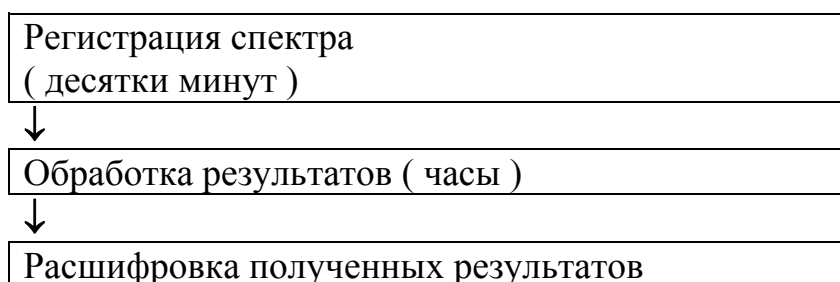 Регистрация спектра
( десятки минут )
↓
Обработка результатов ( часы )
↓
Расшифровка полученных результатов